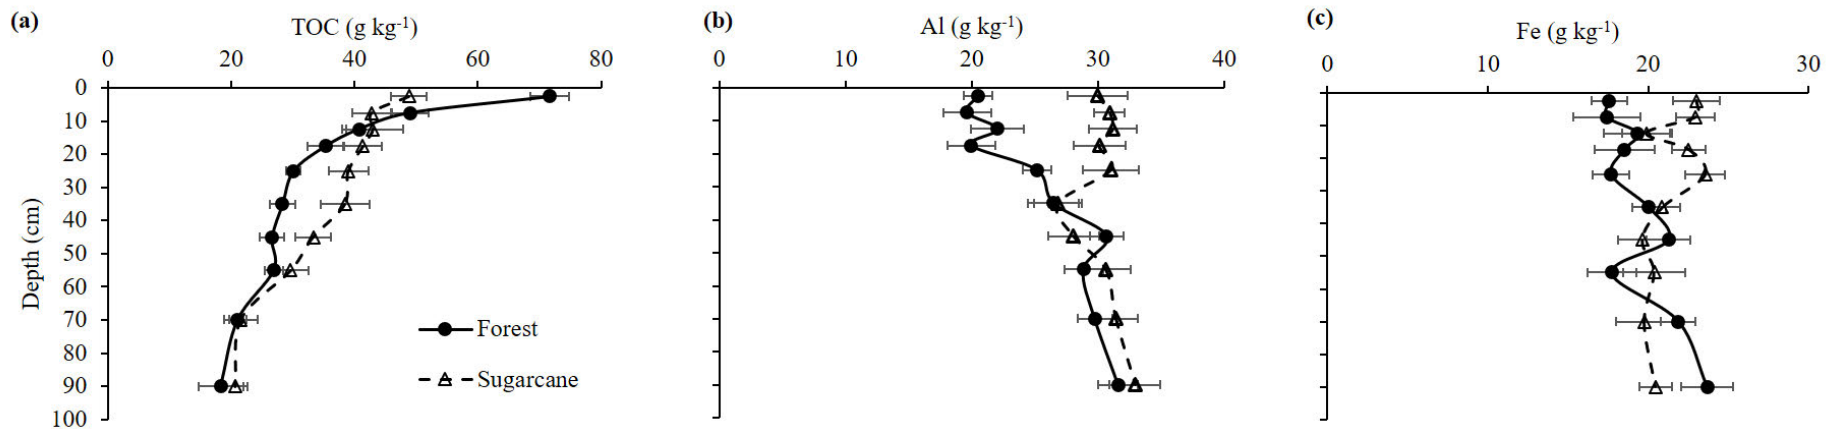 (a)
TOC (g kg-1)
0 20 40 60 80
0
10
20
30
40
50
60
70
80
90
100
Depth (cm)
Forest
Sugarcane
(b)
Al (g kg-1)
0 10 20 30 40
(c)
Fe (g kg-1)
0 10 20 30